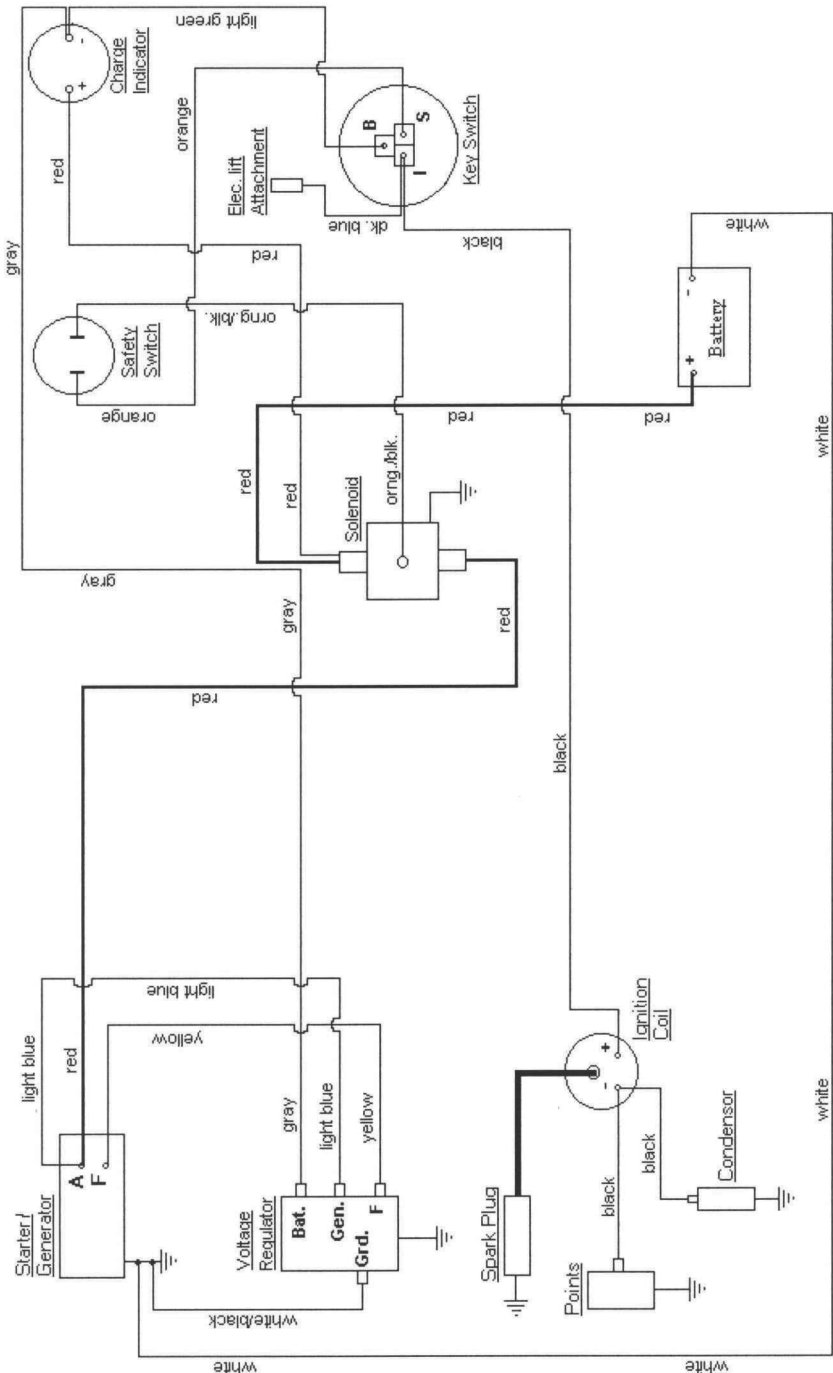 light green
-
+
Charge
Indicator
orange
red
gray
B
S
I
Key Switch
Elec. lift
Attachment
dk. blue
black
red
Safety
Switch
orng./blk.
orange
white
-
+
Battery
red
red
white
red
red
orng./blk.
Solenoid
gray
gray
red
red
black
light blue
yellow
light blue
red
A
F
Starter /
Generator
gray
light blue
yellow
Bat.
Gen.
F
Grd.
Voltage
Regulator
white/black
+
-
Ignition
Coil
Spark Plug
black
black
Condensor
Points
white
white
white